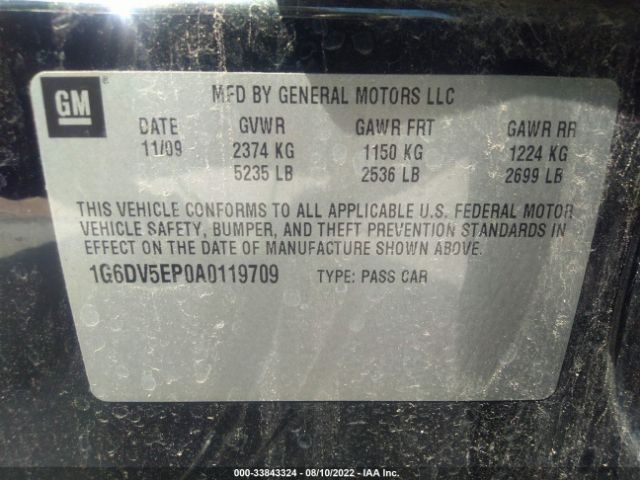 GM ® MFD BY GENERAL MOTORS LLC
DATE GVWR GAWR FRT GAWR RR
11/09 2374 KG 1150 KG 1224 KG
5235 LB 2536 LB 2699 LB
THIS VEHICLE CONFORMS TO ALL APPLICABLE U.S. FEDERAL MOTOR
VEHICLE SAFETY, BUMPER, AND THEFT PREVENTION STANDARDS IN
EFFECT ON THE DATE OF MANUFACTURE SHOWN ABOVE.
1G6DV5EP0A0119709 TYPE: PASS CAR
000-33843324 - 08/10/2022 - IAA Inc.